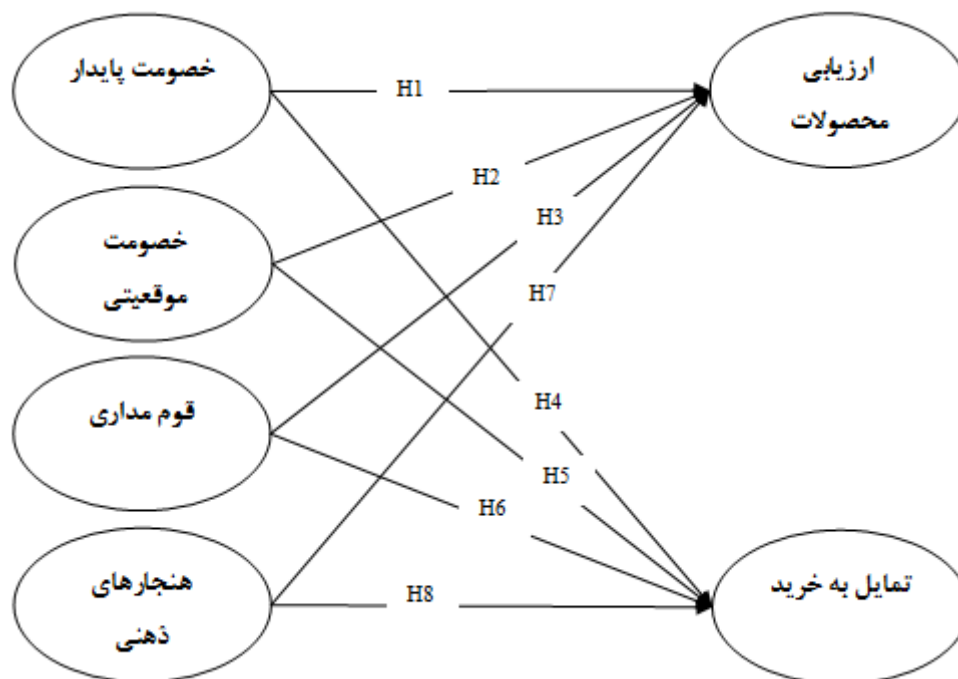 خصومت پایدار
ارزیابی
محصولات
H1
H2
خصومت
موقعیتی
H3
H7
قوم مداری
H4
H5
H6
هنجارهای
ذهنی
H8
تمایل به خرید